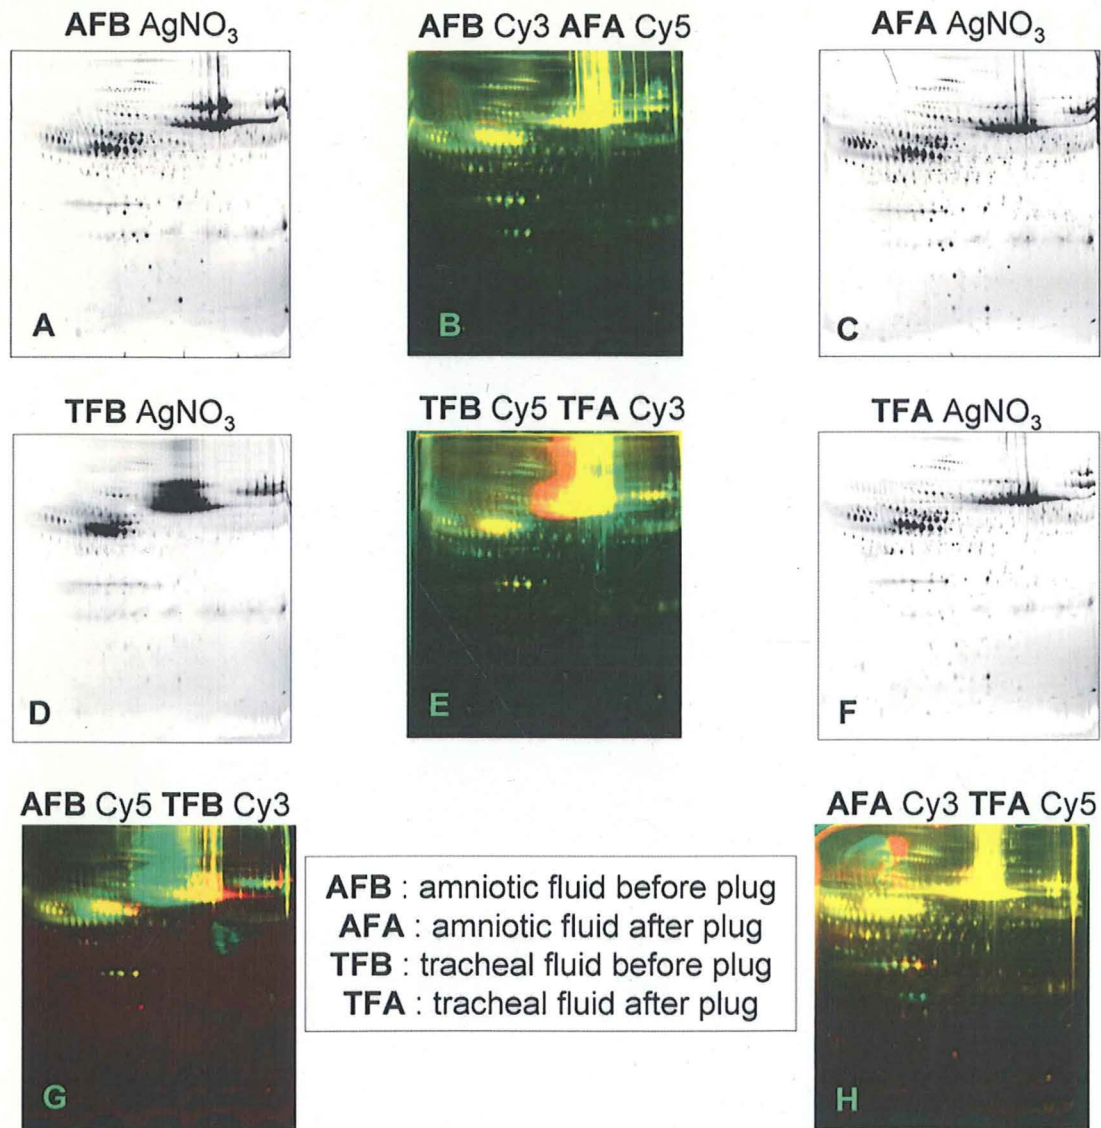 AFB AgNO₃
AFB Cy3 AFA Cy5
AFA AgNO₃
A
B
C
TFB AgNO₃
TFB Cy5 TFA Cy3
TFA AgNO₃
D
E
F
AFB Cy5 TFB Cy3
AFA Cy3 TFA Cy5
AFB : amniotic fluid before plug
AFA : amniotic fluid after plug
TFB : tracheal fluid before plug
TFA : tracheal fluid after plug
G
H